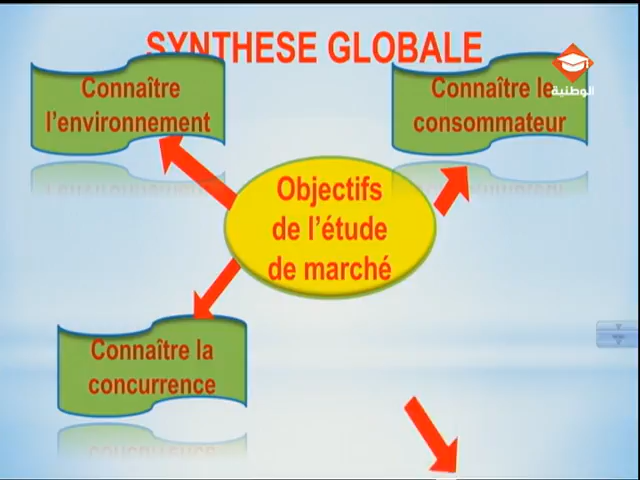 SYNTHESE GLOBALE
Connaître
l'environnement
Connaître le
consommateur
الوطنية
Objectifs
de l'étude
de marché
Connaître la
concurrence